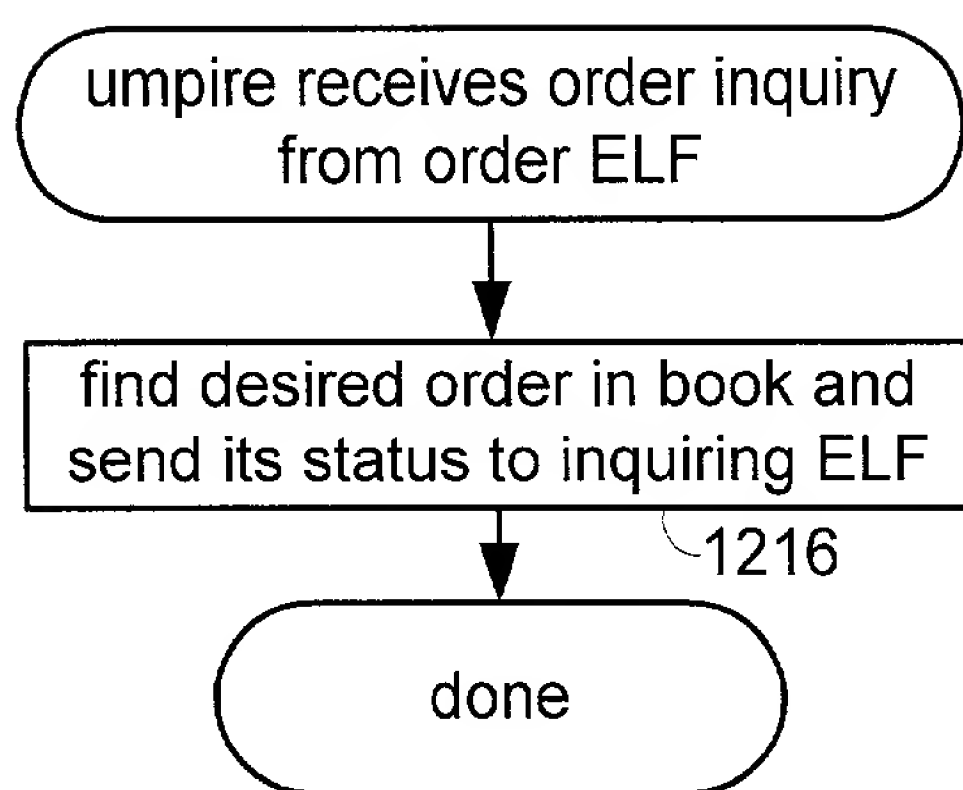 umpire receives order inquiry
from order ELF
find desired order in book and
send its status to inquiring ELF
1216
done